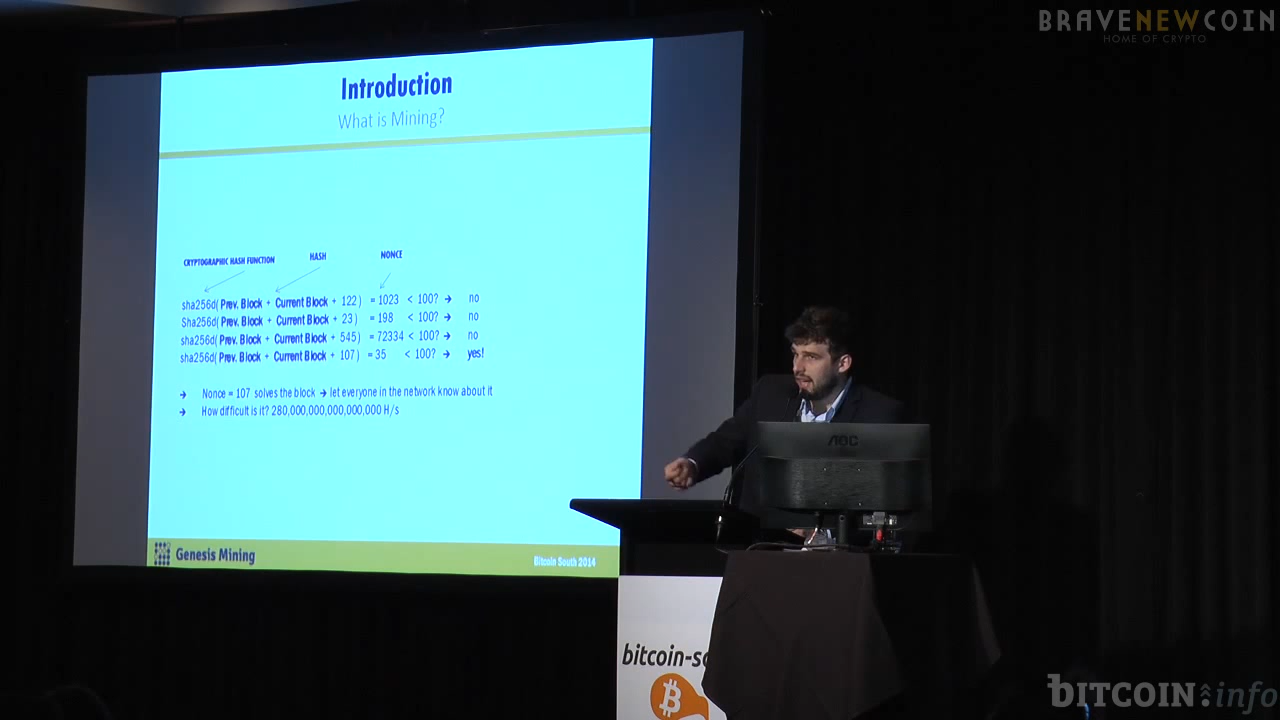 BRAVENEWCOIN
HOME OF CRYPTO
Introduction
What is Mining?
CRYPTOGRAPHIC HASH FUNCTION HASH NONCE
sha256d( Prev. Block + Current Block + 122 ) = 1023 < 100? → no
Sha256d( Prev. Block + Current Block + 23 ) = 198 < 100? → no
sha256d( Prev. Block + Current Block + 545) = 72334 < 100? → no
sha256d( Prev. Block + Current Block + 107 ) = 35 < 100? → yes!
→ Nonce = 107 solves the block → let everyone in the network know about it
→ How difficult is it? 280,000,000,000,000,000 H/s
Genesis Mining
Bitcoin South 2014
AOC
bitcoin-so
BITCOIN info